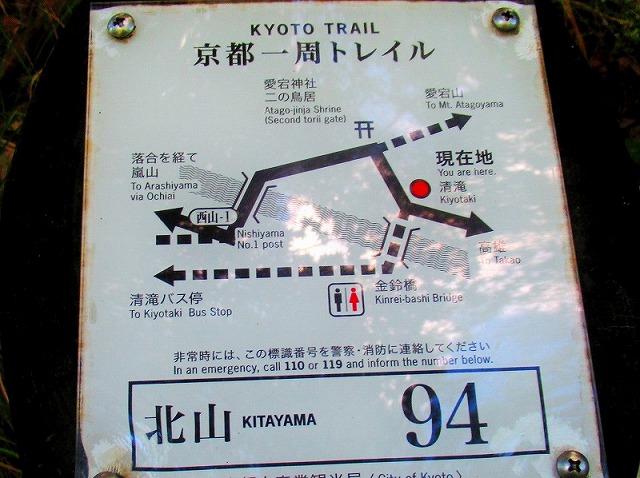 KYOTO TRAIL
京都一周トレイル
愛宕神社
二の鳥居
Atago-jinja Shrine
(Second torii gate)
愛宕山
To Mt. Atagoyama
落合を経て
嵐山
To Arashiyama
via Ochiai
現在地
You are here.
清滝
Kiyotaki
西山-1
Nishiyama
No.1 post
高雄
To Takao
清滝バス停
To Kiyotaki Bus Stop
金鈴橋
Kinrei-bashi Bridge
非常時には、この標識番号を警察・消防に連絡してください
In an emergency, call 110 or 119 and inform the number below.
北山 KITAYAMA 94
(City of Kyoto)